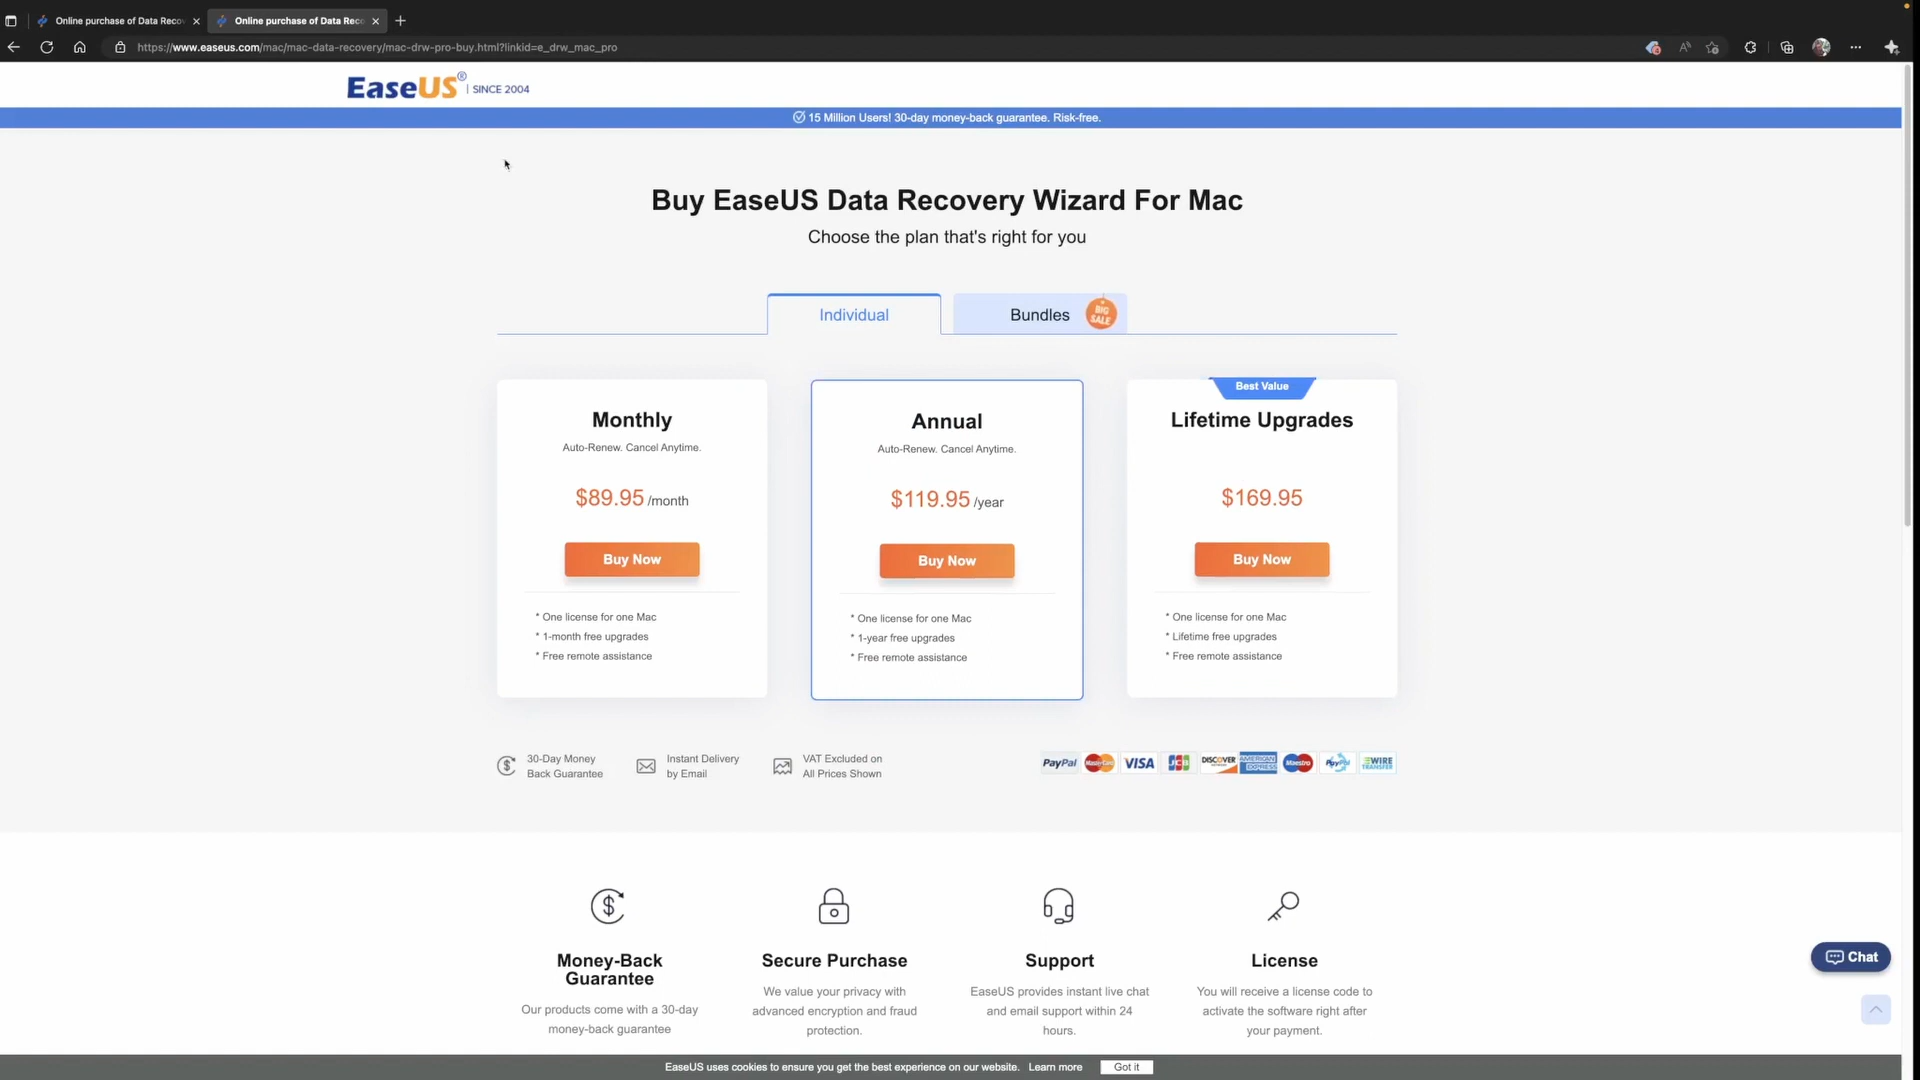 Online purchase of Data Recov
Online purchase of Data Reco
https://www.easeus.com/mac/mac-data-recovery/mac-drw-pro-buy.html?linkid=e_drw_mac_pro
EaseUS® | SINCE 2004
15 Million Users! 30-day money-back guarantee. Risk-free.
Buy EaseUS Data Recovery Wizard For Mac
Choose the plan that's right for you
Individual
Bundles
BIG
SALE
Monthly
Auto-Renew. Cancel Anytime.
$89.95 /month
Buy Now
* One license for one Mac
* 1-month free upgrades
* Free remote assistance
Annual
Auto-Renew. Cancel Anytime.
$119.95 /year
Buy Now
* One license for one Mac
* 1-year free upgrades
* Free remote assistance
Best Value
Lifetime Upgrades
$169.95
Buy Now
* One license for one Mac
* Lifetime free upgrades
* Free remote assistance
30-Day Money
Back Guarantee
Instant Delivery
by Email
VAT Excluded on
All Prices Shown
PayPal
MasterCard
VISA
JCB
DISCOVER
AMERICAN
EXPRESS
Maestro
PayPal
WIRE
TRANSFER
Money-Back
Guarantee
Our products come with a 30-day
money-back guarantee
Secure Purchase
We value your privacy with
advanced encryption and fraud
protection.
Support
EaseUS provides instant live chat
and email support within 24
hours.
License
You will receive a license code to
activate the software right after
your payment.
Chat
EaseUS uses cookies to ensure you get the best experience on our website. Learn more
Got it